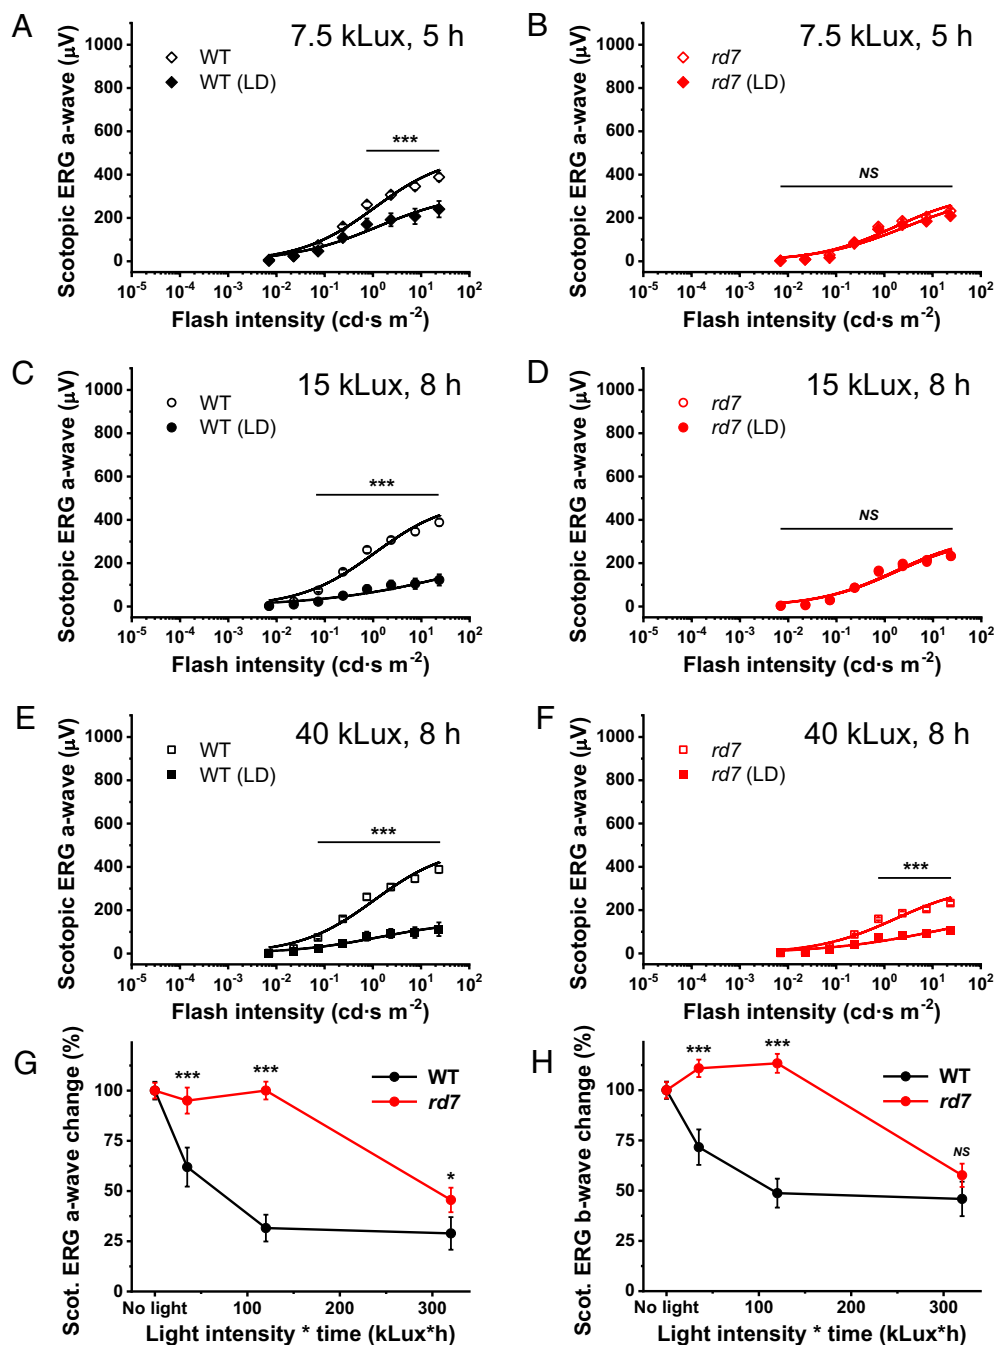 A
7.5 kLux, 5 h
WT
WT (LD)
***
Scotopic ERG a-wave (µV)
1000
800
600
400
200
0
10⁻⁵ 10⁻⁴ 10⁻³ 10⁻² 10⁻¹ 10⁰ 10¹ 10²
Flash intensity (cd·s m⁻²)
B
7.5 kLux, 5 h
rd7
rd7 (LD)
NS
Scotopic ERG a-wave (µV)
1000
800
600
400
200
0
10⁻⁵ 10⁻⁴ 10⁻³ 10⁻² 10⁻¹ 10⁰ 10¹ 10²
Flash intensity (cd·s m⁻²)
C
15 kLux, 8 h
WT
WT (LD)
***
Scotopic ERG a-wave (µV)
1000
800
600
400
200
0
10⁻⁵ 10⁻⁴ 10⁻³ 10⁻² 10⁻¹ 10⁰ 10¹ 10²
Flash intensity (cd·s m⁻²)
D
15 kLux, 8 h
rd7
rd7 (LD)
NS
Scotopic ERG a-wave (µV)
1000
800
600
400
200
0
10⁻⁵ 10⁻⁴ 10⁻³ 10⁻² 10⁻¹ 10⁰ 10¹ 10²
Flash intensity (cd·s m⁻²)
E
40 kLux, 8 h
WT
WT (LD)
***
Scotopic ERG a-wave (µV)
1000
800
600
400
200
0
10⁻⁵ 10⁻⁴ 10⁻³ 10⁻² 10⁻¹ 10⁰ 10¹ 10²
Flash intensity (cd·s m⁻²)
F
40 kLux, 8 h
rd7
rd7 (LD)
***
Scotopic ERG a-wave (µV)
1000
800
600
400
200
0
10⁻⁵ 10⁻⁴ 10⁻³ 10⁻² 10⁻¹ 10⁰ 10¹ 10²
Flash intensity (cd·s m⁻²)
G
WT
rd7
***
***
*
Scot. ERG a-wave change (%)
100
75
50
25
0
No light 100 200 300
Light intensity * time (kLux*h)
H
WT
rd7
***
***
NS
Scot. ERG b-wave change (%)
100
75
50
25
0
No light 100 200 300
Light intensity * time (kLux*h)